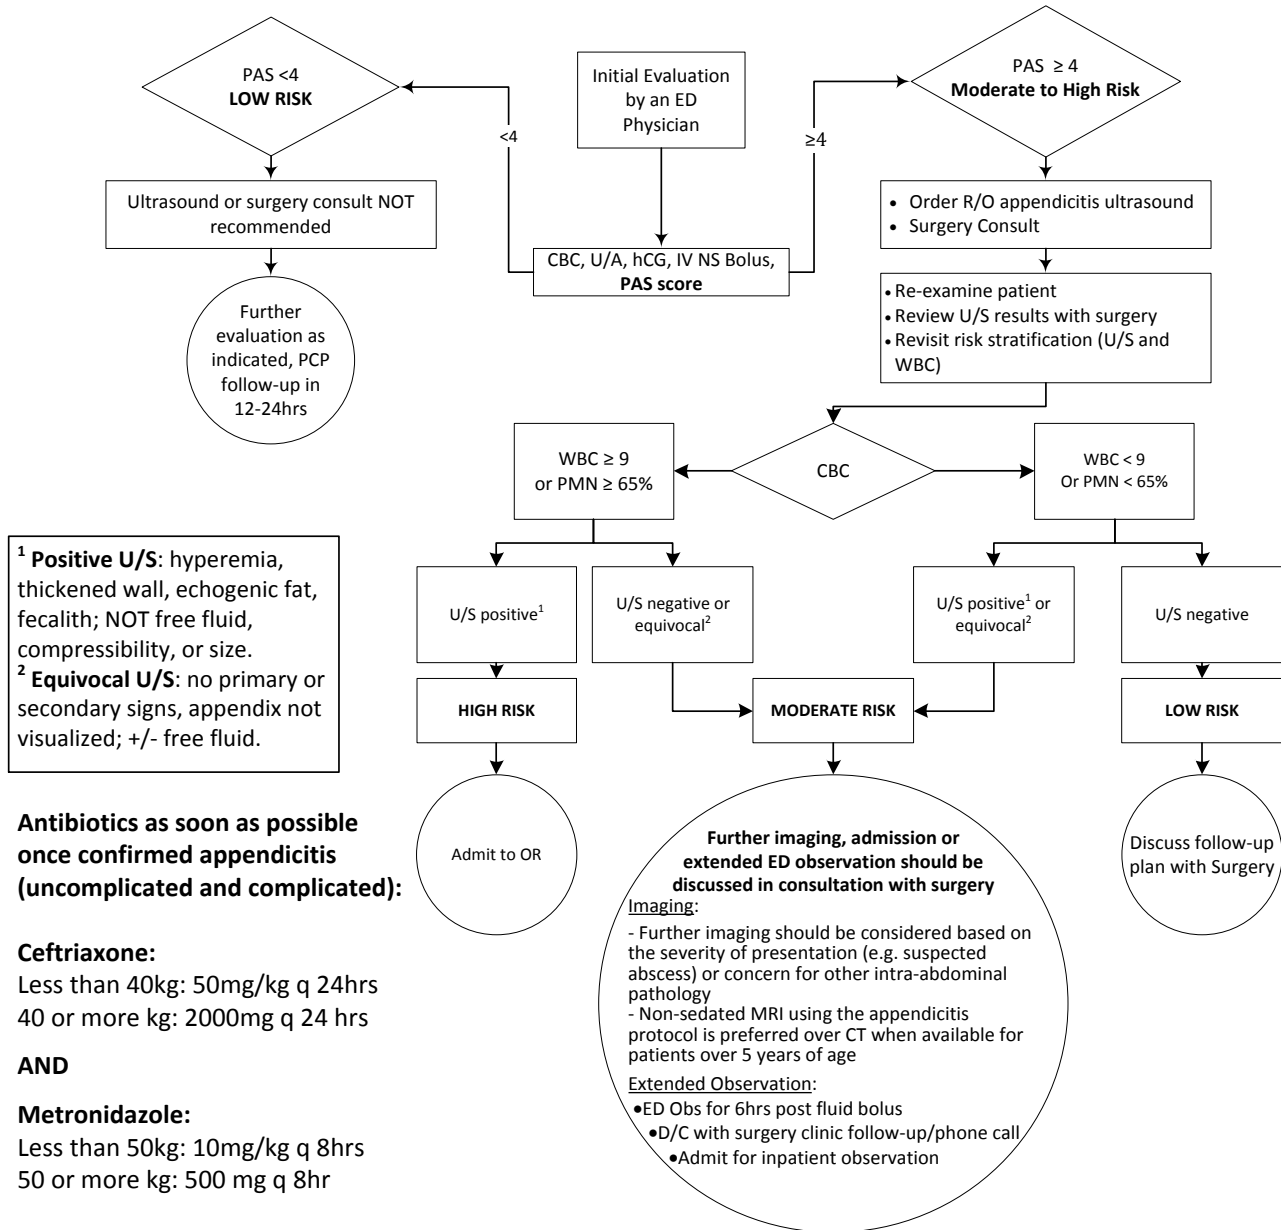 PAS <4
LOW RISK
<4
Initial Evaluation
by an ED
Physician
≥4
PAS ≥ 4
Moderate to High Risk
Ultrasound or surgery consult NOT
recommended
CBC, U/A, hCG, IV NS Bolus,
PAS score
• Order R/O appendicitis ultrasound
• Surgery Consult
Further
evaluation as
indicated, PCP
follow-up in
12-24hrs
• Re-examine patient
• Review U/S results with surgery
• Revisit risk stratification (U/S and
WBC)
WBC ≥ 9
or PMN ≥ 65%
CBC
WBC < 9
Or PMN < 65%
¹ Positive U/S: hyperemia,
thickened wall, echogenic fat,
fecalith; NOT free fluid,
compressibility, or size.
² Equivocal U/S: no primary or
secondary signs, appendix not
visualized; +/- free fluid.
U/S positive¹
U/S negative or
equivocal²
U/S positive¹ or
equivocal²
U/S negative
HIGH RISK
MODERATE RISK
LOW RISK
Admit to OR
Further imaging, admission or
extended ED observation should be
discussed in consultation with surgery
Imaging:
- Further imaging should be considered based on
the severity of presentation (e.g. suspected
abscess) or concern for other intra-abdominal
pathology
- Non-sedated MRI using the appendicitis
protocol is preferred over CT when available for
patients over 5 years of age
Extended Observation:
•ED Obs for 6hrs post fluid bolus
•D/C with surgery clinic follow-up/phone call
•Admit for inpatient observation
Discuss follow-up
plan with Surgery
Antibiotics as soon as possible
once confirmed appendicitis
(uncomplicated and complicated):
Ceftriaxone:
Less than 40kg: 50mg/kg q 24hrs
40 or more kg: 2000mg q 24 hrs
AND
Metronidazole:
Less than 50kg: 10mg/kg q 8hrs
50 or more kg: 500 mg q 8hr